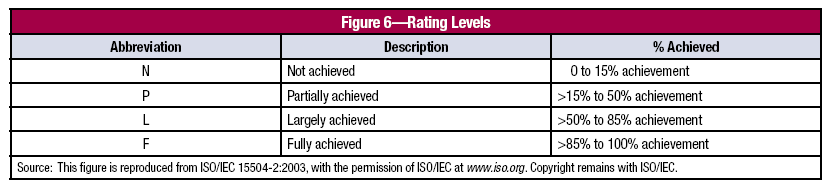 Figure 6—Rating Levels
Abbreviation Description % Achieved
N Not achieved 0 to 15% achievement
P Partially achieved >15% to 50% achievement
L Largely achieved >50% to 85% achievement
F Fully achieved >85% to 100% achievement
Source: This figure is reproduced from ISO/IEC 15504-2:2003, with the permission of ISO/IEC at www.iso.org. Copyright remains with ISO/IEC.